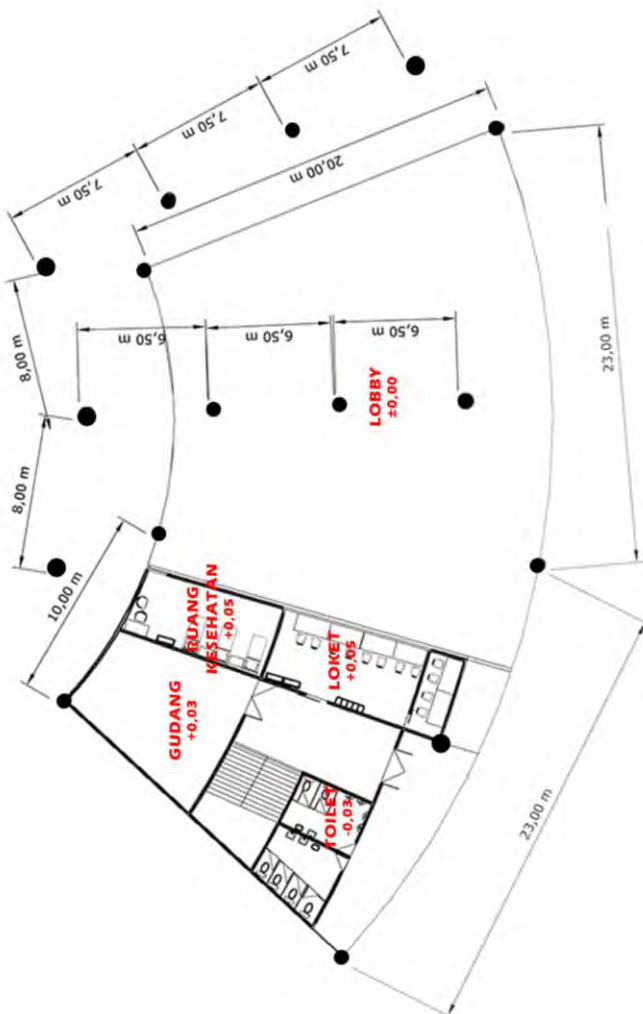 7,50 m
7,50 m
7,50 m
20,00 m
8,00 m
6,50 m
6,50 m
6,50 m
23,00 m
LOBBY
±0,00
8,00 m
10,00 m
RUANG
KESEHATAN
+0,05
LOKET
+0,05
GUDANG
+0,03
TOILET
-0,03
23,00 m